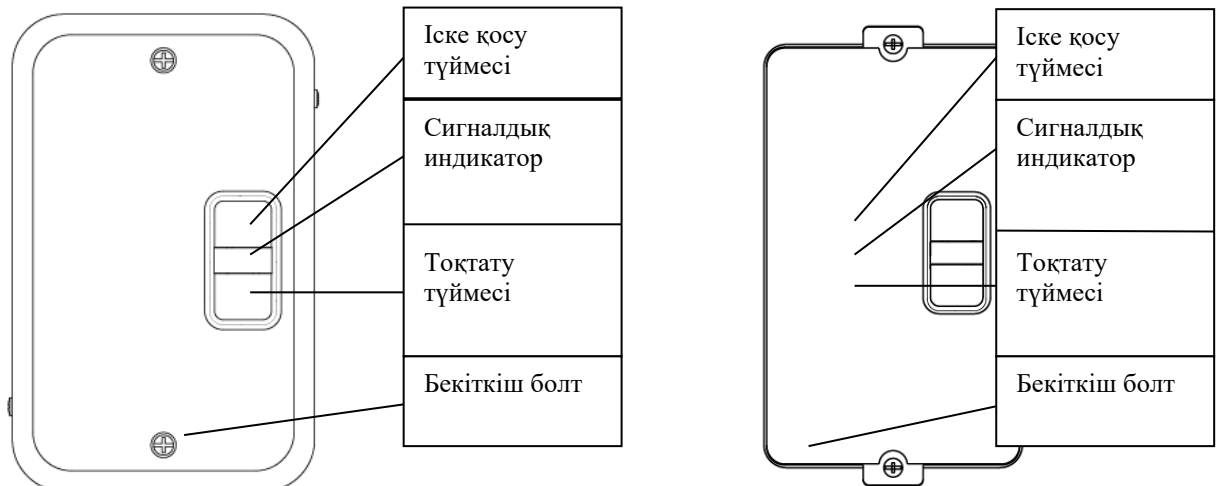 Іске қосу
түймесі
Сигналдық
индикатор
Тоқтату
түймесі
Бекіткіш болт
Іске қосу
түймесі
Сигналдық
индикатор
Тоқтату
түймесі
Бекіткіш болт